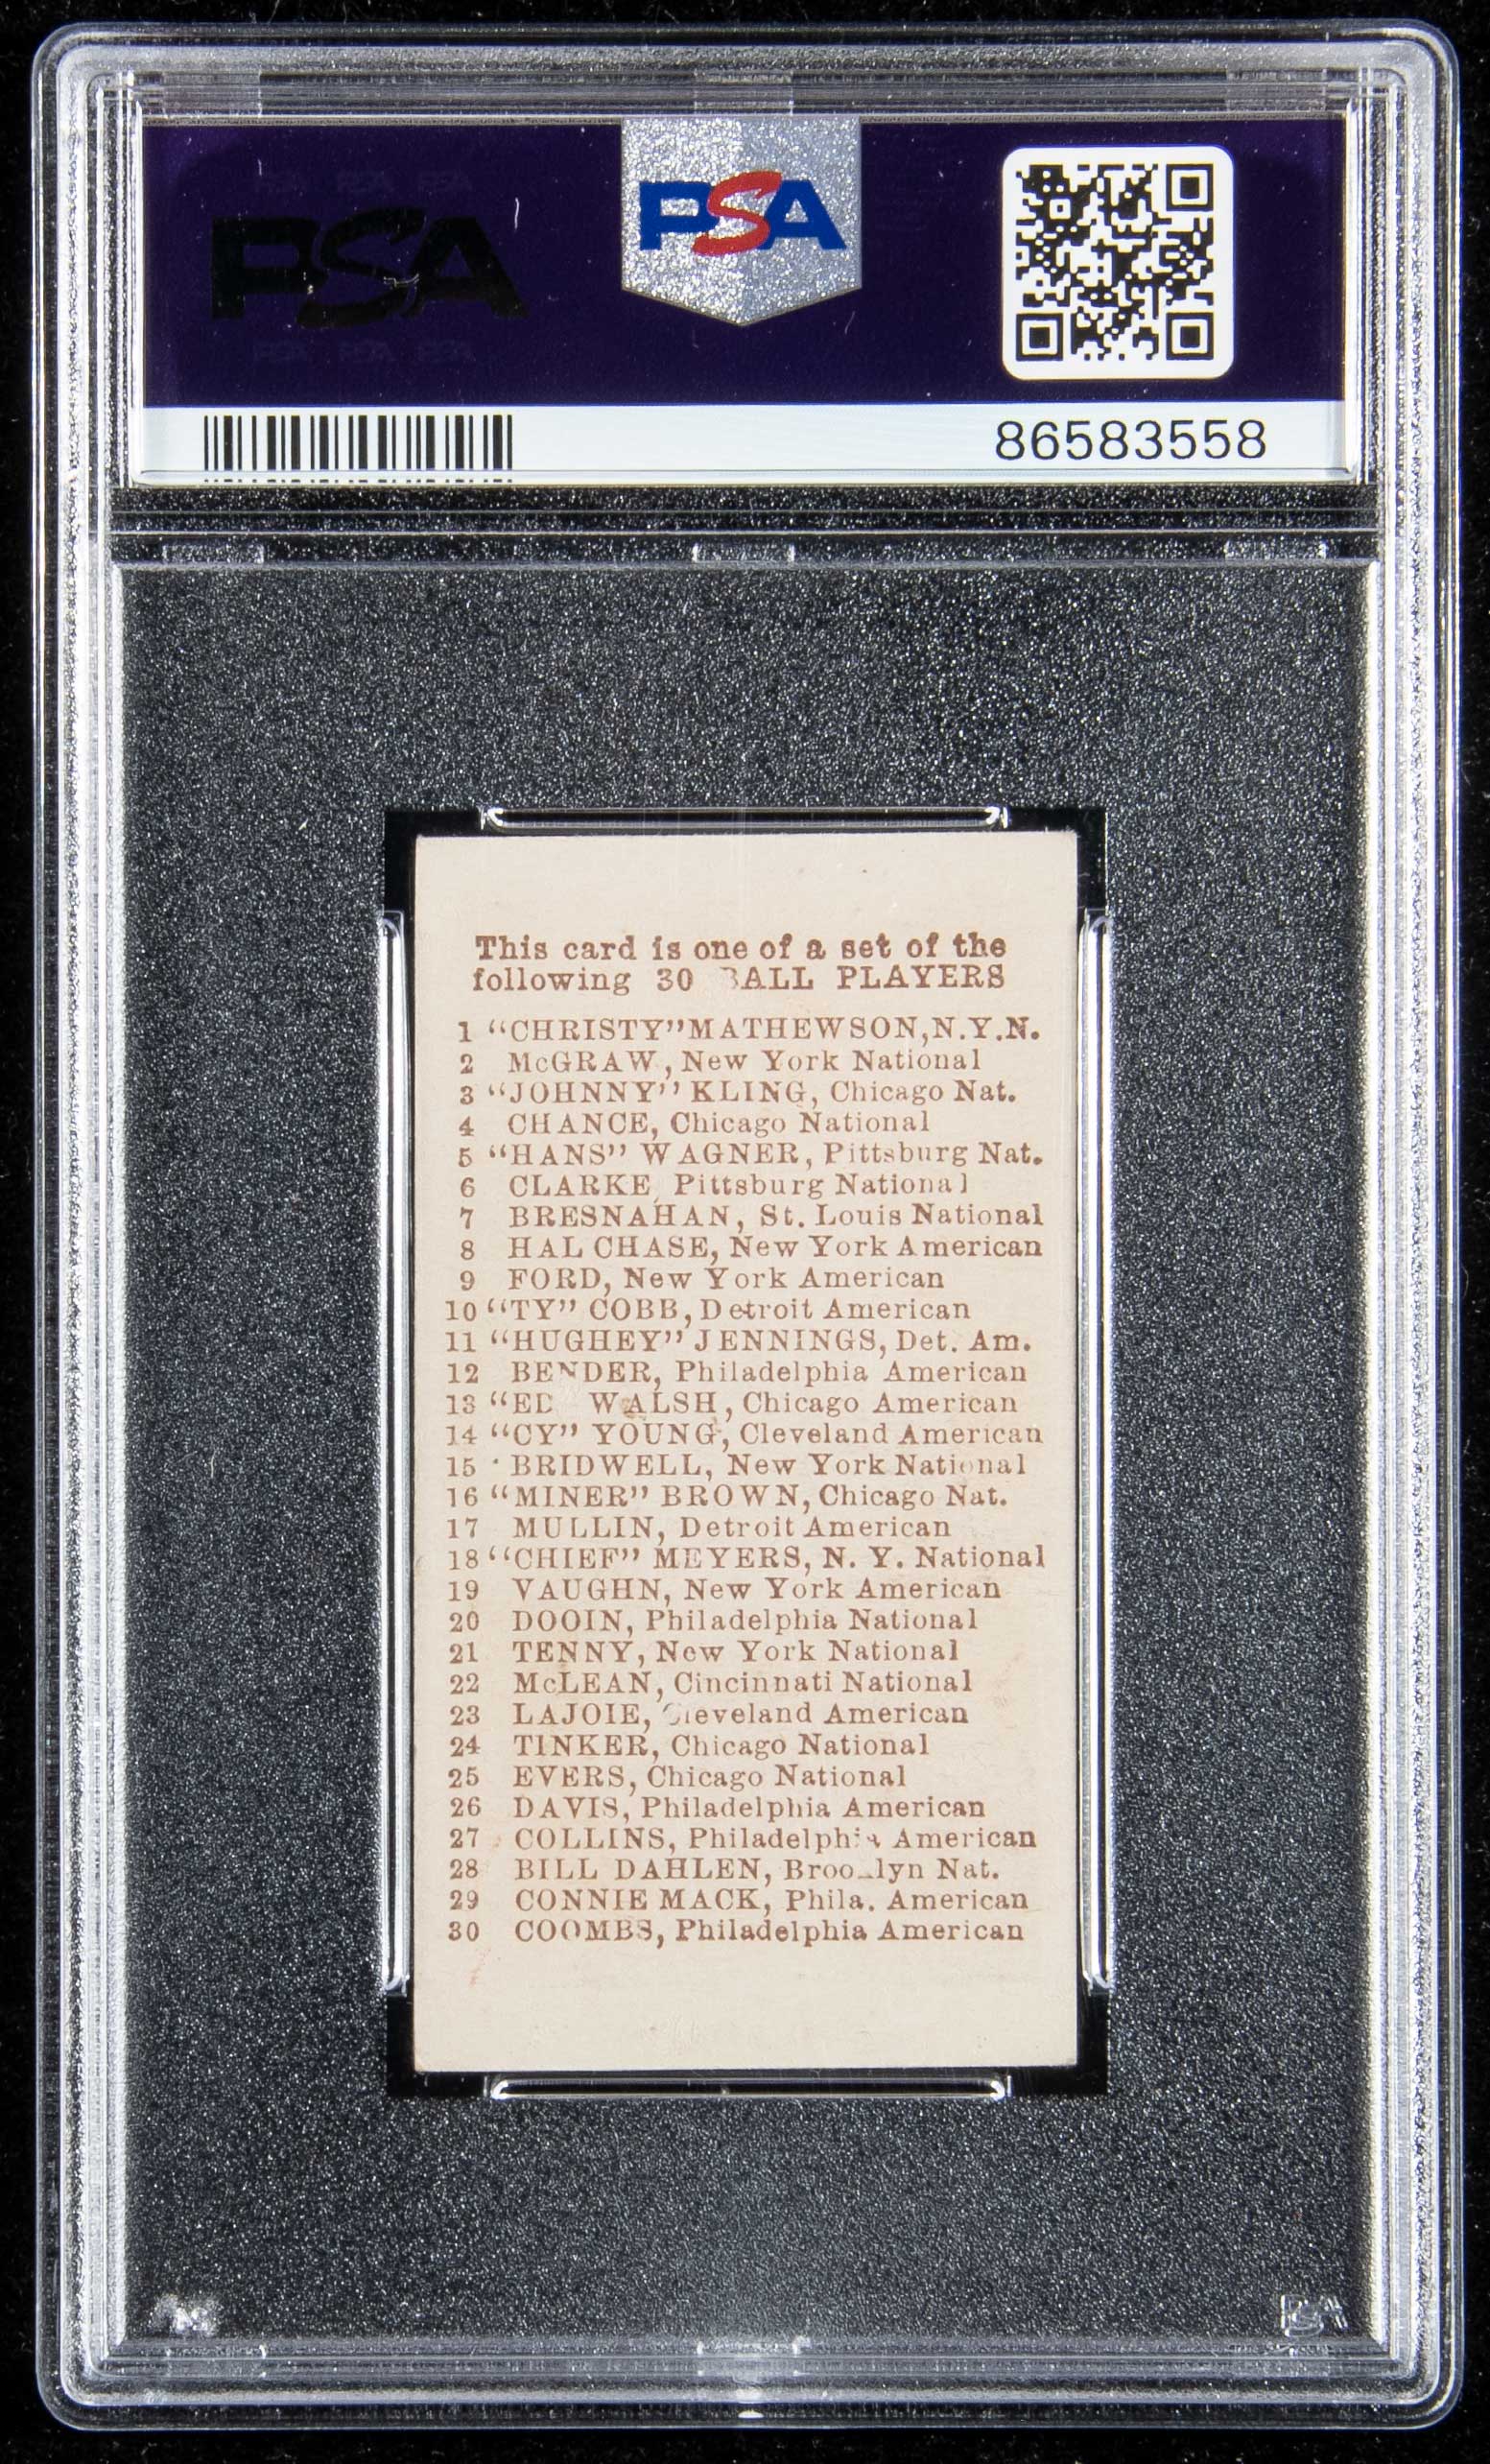 PSA
PSA
86583558
This card is one of a set of the
following 30 BALL PLAYERS
1 “CHRISTY” MATHEWSON, N.Y.N.
2 McGRAW, New York National
3 “JOHNNY” KLING, Chicago Nat.
4 CHANCE, Chicago National
5 “HANS” WAGNER, Pittsburg Nat.
6 CLARKE, Pittsburg National
7 BRESNAHAN, St. Louis National
8 HAL CHASE, New York American
9 FORD, New York American
10 “TY” COBB, Detroit American
11 “HUGHEY” JENNINGS, Det. Am.
12 BENDER, Philadelphia American
13 “ED WALSH, Chicago American
14 “CY” YOUNG, Cleveland American
15 BRIDWELL, New York National
16 “MINER” BROWN, Chicago Nat.
17 MULLIN, Detroit American
18 “CHIEF” MEYERS, N. Y. National
19 VAUGHN, New York American
20 DOOIN, Philadelphia National
21 TENNY, New York National
22 McLEAN, Cincinnati National
23 LAJOIE, Cleveland American
24 TINKER, Chicago National
25 EVERS, Chicago National
26 DAVIS, Philadelphia American
27 COLLINS, Philadelphia American
28 BILL DAHLEN, Brooklyn Nat.
29 CONNIE MACK, Phila. American
30 COOMBS, Philadelphia American
PSA